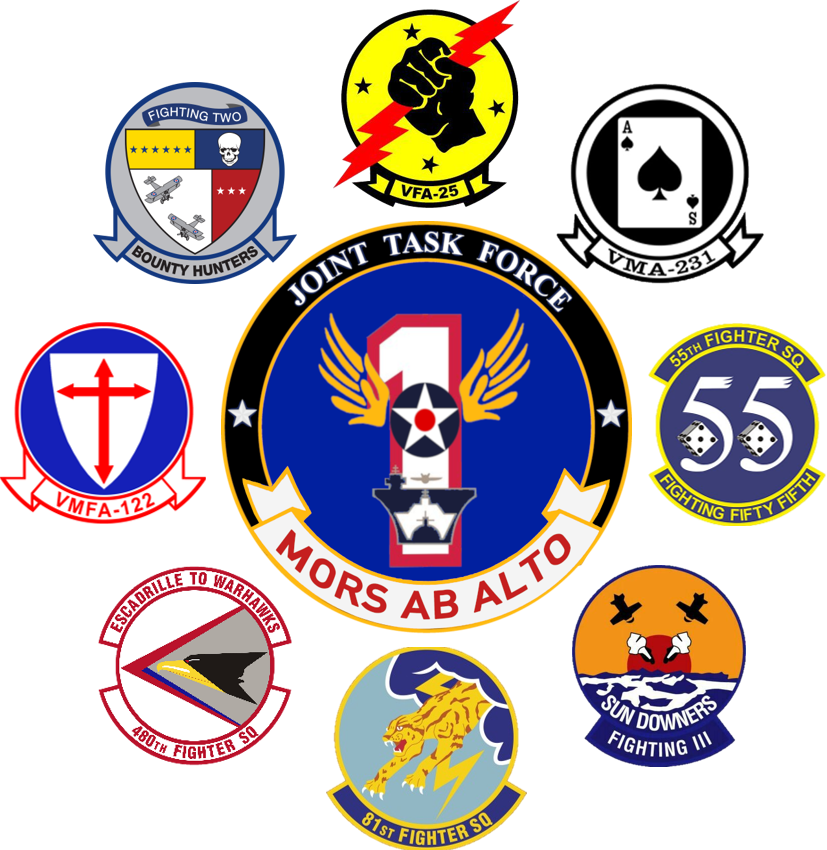 VFA-25
FIGHTING TWO
BOUNTY HUNTERS
A
S
VMA-231
JOINT TASK FORCE
1
MORS AB ALTO
VMFA-122
55TH FIGHTER SQ
55
FIGHTING FIFTY FIFTH
ESCADRILLE TO WARHAWKS
480TH FIGHTER SQ
SUN DOWNERS
FIGHTING III
81ST FIGHTER SQ